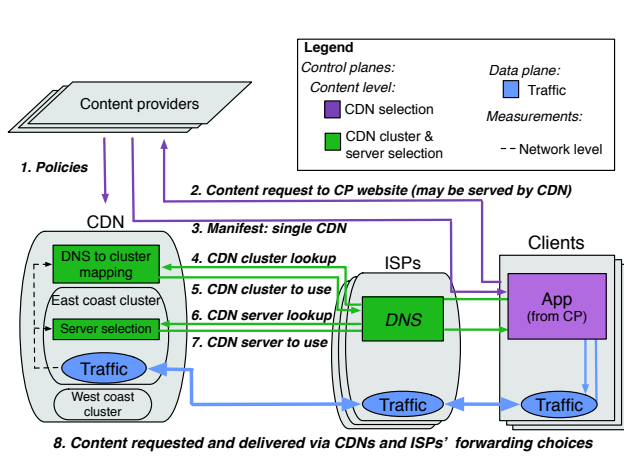 Legend
Control planes:
Content level:
CDN selection
CDN cluster &
server selection
Data plane:
Traffic
Measurements:
Network level
Content providers
1. Policies
2. Content request to CP website (may be served by CDN)
3. Manifest: single CDN
CDN
4. CDN cluster lookup
ISPs
Clients
DNS to cluster
mapping
5. CDN cluster to use
East coast cluster
6. CDN server lookup
DNS
App
(from CP)
Server selection
7. CDN server to use
Traffic
Traffic
Traffic
West coast
cluster
8. Content requested and delivered via CDNs and ISPs' forwarding choices